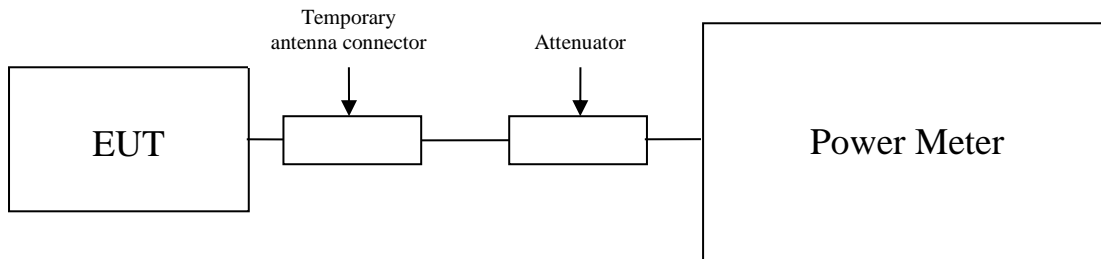 Temporary
antenna connector
Attenuator
EUT
Power Meter